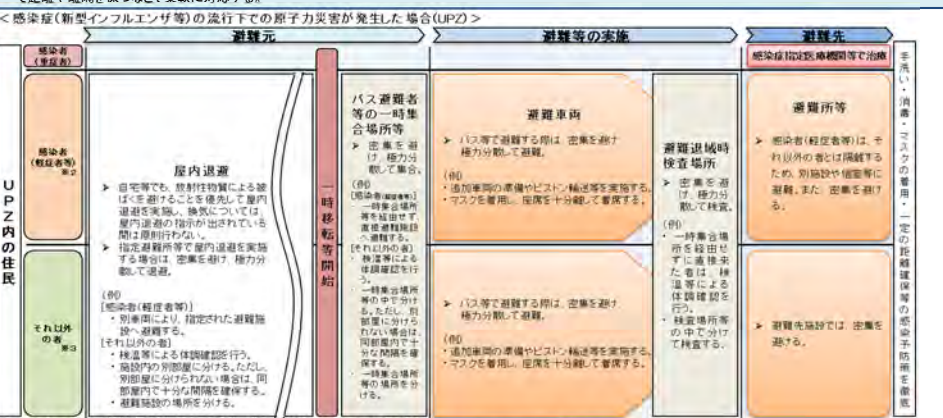 <感染症(新型インフルエンザ等)の流行下での原子力災害が発生した場合(UPZ)>
避難元
避難等の実施
避難先
UPZ内の住民
感染者
(重症者)
感染症指定医療機関等で治療
感染者
(軽症者等)
※2
それ以外
の者
※3
屋内退避
➢ 自宅等でも、放射性物質による被
ばくを避けることを優先して屋内
退避を実施し、換気については、
屋内退避の指示が出されている
間は原則行わない。
➢ 指定避難所等で屋内退避を実施
する場合は、密集を避け、極力分
散して退避。
(例)
[感染者(軽症者等)]
・別車両により、指定された避難施
設へ避難する。
[それ以外の者]
・検温等による体調確認を行う。
・施設内の別部屋に分ける。ただし、
別部屋に分けられない場合は、同
部屋内で十分な間隔を確保する。
・避難施設の場所を分ける。
一時移転等開始
バス避難者
等の一時集
合場所等
➢ 密集を避
け、極力分
散して集合。
(例)
[感染者(軽症者等)]
・一時集合場所
等を経由せず、
直接避難施設
へ避難する。
[それ以外の者]
・検温等による
体調確認を行
う。
・一時集合場所
等の中で分け
る。ただし、別
部屋に分けら
れない場合は、
同部屋内で十
分な間隔を確
保する。
・一時集合場所
等の場所を分
ける。
避難車両
➢ バス等で避難する際は、密集を避け
極力分散して避難。
(例)
・追加車両の準備やピストン輸送等を実施する。
・マスクを着用し、座席を十分離して着席する。
➢ バス等で避難する際は、密集を避け
極力分散して避難。
(例)
・追加車両の準備やピストン輸送等を実施する。
・マスクを着用し、座席を十分離して着席する。
避難退域時
検査場所
➢ 密集を避
け、極力分
散して検査。
(例)
・一時集合場
所を経由せ
ずに直接来
た者は、検
温等による
体調確認を
行う。
・検査場所等
の中で分け
て検査する。
避難所等
➢ 感染者(軽症者等)は、そ
れ以外の者とは隔離する
ため、別施設や個室等に
避難。また、密集を避け
る。
➢ 避難先施設では、密集を
避ける。
手洗い・消毒・マスクの着用・一定の距離確保等の感染予防策を徹底